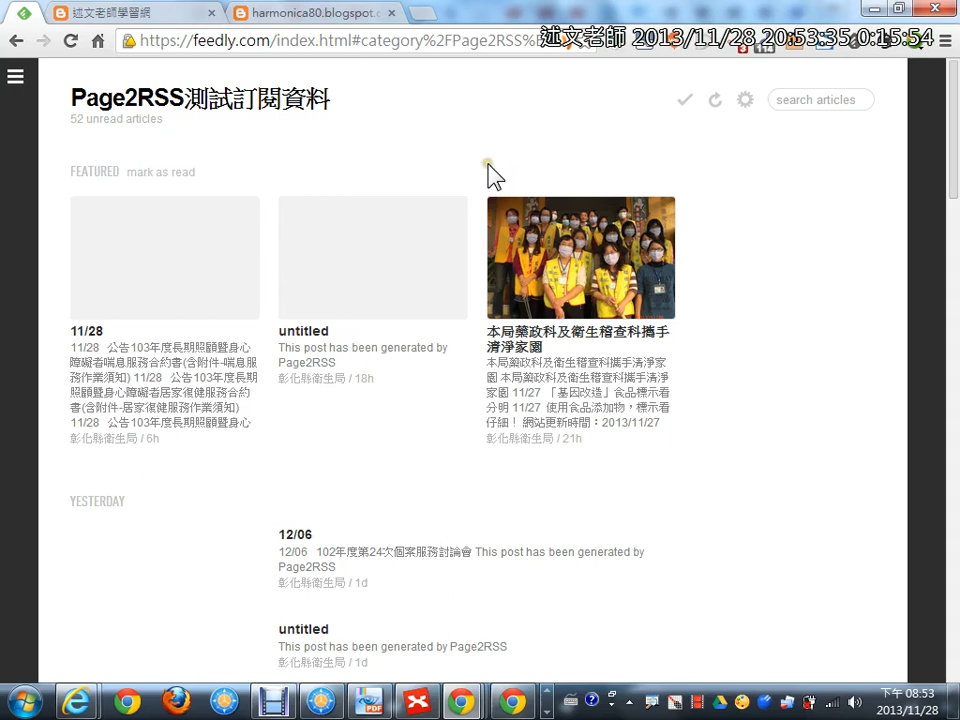 述文老師學習網
harmonica80.blogspot.c
https://feedly.com/index.html#category%2FPage2RSS%
述文老師 2013/11/28 20:53:35 0:15:54
Page2RSS測試訂閱資料
52 unread articles
search articles
FEATURED mark as read
11/28
11/28 公告103年度長期照顧暨身心
障礙者喘息服務合約書(含附件-喘息服
務作業須知) 11/28 公告103年度長期
照顧暨身心障礙者居家復健服務合約
書(含附件-居家復健服務作業須知)
11/28 公告103年度長期照顧暨身心
彰化縣衛生局 / 6h
untitled
This post has been generated by
Page2RSS
彰化縣衛生局 / 18h
本局藥政科及衛生稽查科攜手
清淨家園
本局藥政科及衛生稽查科攜手清淨家
園 本局藥政科及衛生稽查科攜手清淨
家園 11/27 「基因改造」食品標示看
分明 11/27 使用食品添加物，標示看
仔細！ 網站更新時間：2013/11/27
彰化縣衛生局 / 21h
YESTERDAY
12/06
12/06 102年度第24次個案服務討論會 This post has been generated by
Page2RSS
彰化縣衛生局 / 1d
untitled
This post has been generated by Page2RSS
彰化縣衛生局 / 1d
PDF
下午 08:53
2013/11/28